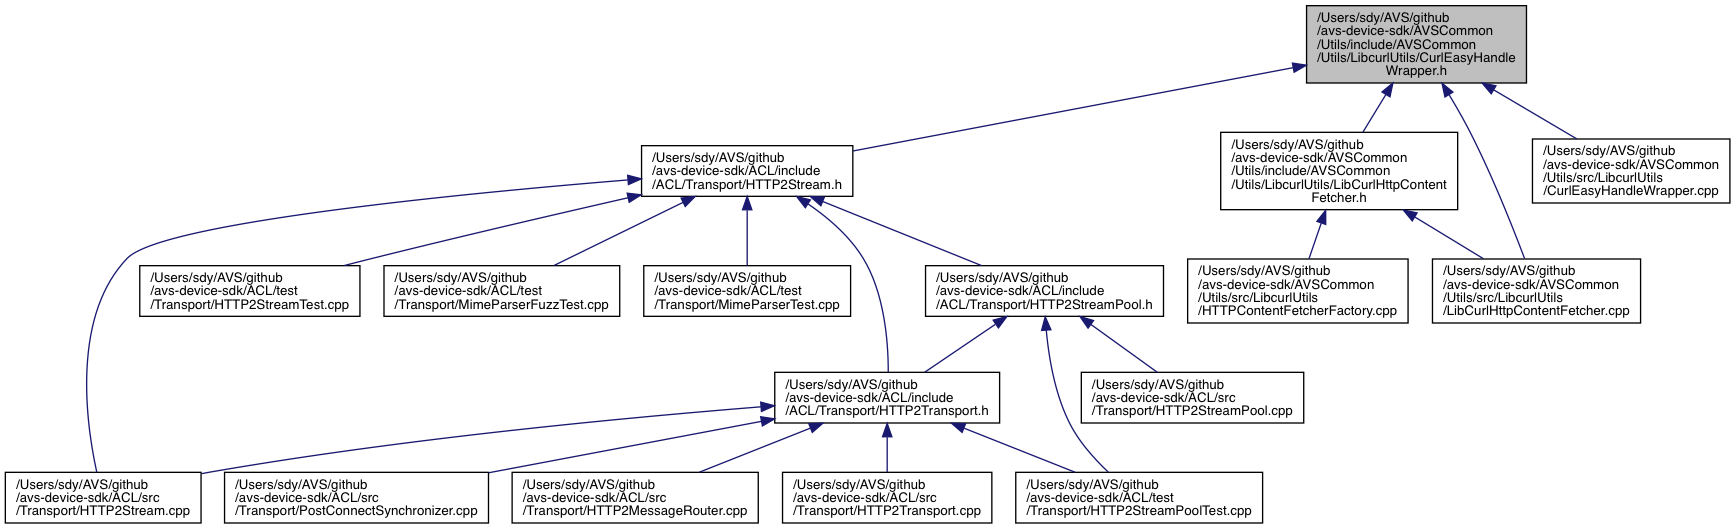 /Users/sdy/AVS/github
/avs-device-sdk/AVSCommon
/Utils/include/AVSCommon
/Utils/LibcurlUtils/CurlEasyHandle
Wrapper.h
/Users/sdy/AVS/github
/avs-device-sdk/ACL/include
/ACL/Transport/HTTP2Stream.h
/Users/sdy/AVS/github
/avs-device-sdk/AVSCommon
/Utils/include/AVSCommon
/Utils/LibcurlUtils/LibCurlHttpContent
Fetcher.h
/Users/sdy/AVS/github
/avs-device-sdk/AVSCommon
/Utils/src/LibcurlUtils
/CurlEasyHandleWrapper.cpp
/Users/sdy/AVS/github
/avs-device-sdk/ACL/test
/Transport/HTTP2StreamTest.cpp
/Users/sdy/AVS/github
/avs-device-sdk/ACL/test
/Transport/MimeParserFuzzTest.cpp
/Users/sdy/AVS/github
/avs-device-sdk/ACL/test
/Transport/MimeParserTest.cpp
/Users/sdy/AVS/github
/avs-device-sdk/ACL/include
/ACL/Transport/HTTP2StreamPool.h
/Users/sdy/AVS/github
/avs-device-sdk/AVSCommon
/Utils/src/LibcurlUtils
/HTTPContentFetcherFactory.cpp
/Users/sdy/AVS/github
/avs-device-sdk/AVSCommon
/Utils/src/LibcurlUtils
/LibCurlHttpContentFetcher.cpp
/Users/sdy/AVS/github
/avs-device-sdk/ACL/include
/ACL/Transport/HTTP2Transport.h
/Users/sdy/AVS/github
/avs-device-sdk/ACL/src
/Transport/HTTP2StreamPool.cpp
/Users/sdy/AVS/github
/avs-device-sdk/ACL/src
/Transport/HTTP2Stream.cpp
/Users/sdy/AVS/github
/avs-device-sdk/ACL/src
/Transport/PostConnectSynchronizer.cpp
/Users/sdy/AVS/github
/avs-device-sdk/ACL/src
/Transport/HTTP2MessageRouter.cpp
/Users/sdy/AVS/github
/avs-device-sdk/ACL/src
/Transport/HTTP2Transport.cpp
/Users/sdy/AVS/github
/avs-device-sdk/ACL/test
/Transport/HTTP2StreamPoolTest.cpp